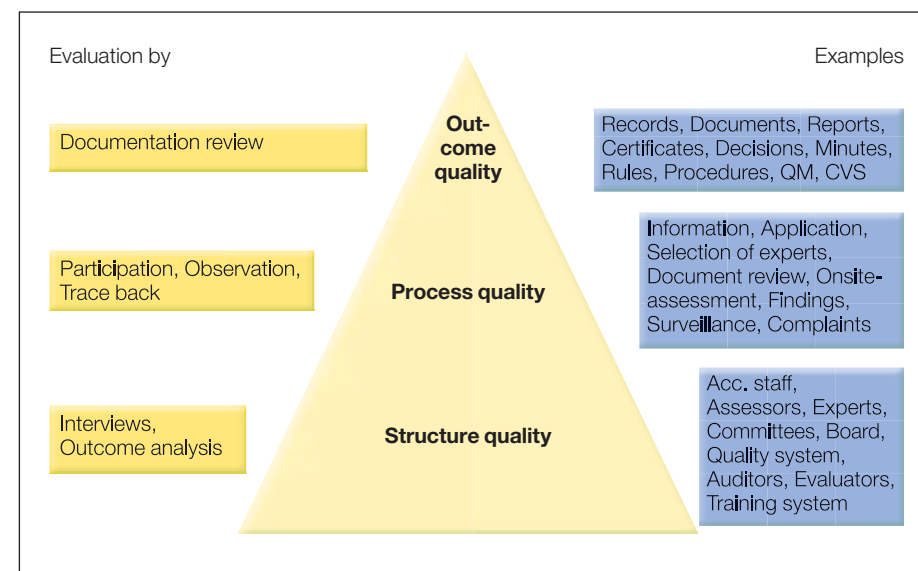 Evaluation by
Examples
Documentation review
Out-
come
quality
Records, Documents, Reports,
Certificates, Decisions, Minutes,
Rules, Procedures, QM, CVS
Participation, Observation,
Trace back
Process quality
Information, Application,
Selection of experts,
Document review, Onsite-
assessment, Findings,
Surveillance, Complaints
Interviews,
Outcome analysis
Structure quality
Acc. staff,
Assessors, Experts,
Committees, Board,
Quality system,
Auditors, Evaluators,
Training system